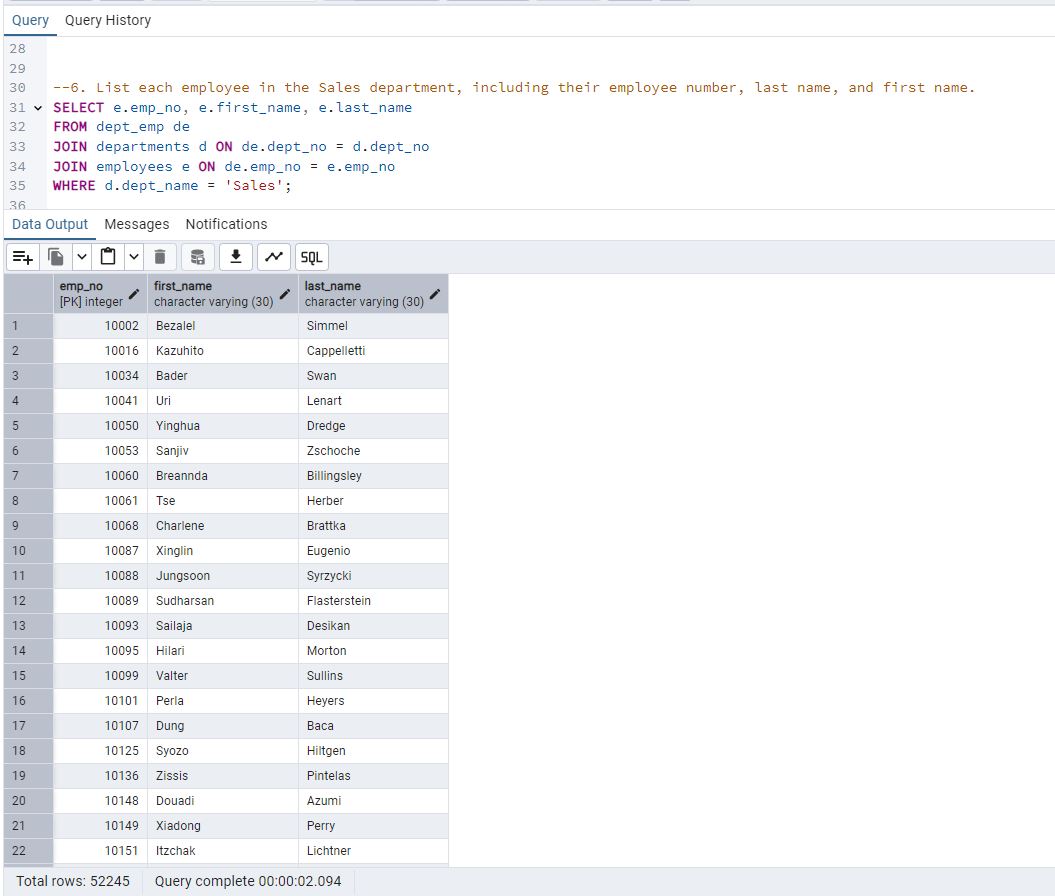 Query Query History
28
29
30 --6. List each employee in the Sales department, including their employee number, last name, and first name.
31 SELECT e.emp_no, e.first_name, e.last_name
32 FROM dept_emp de
33 JOIN departments d ON de.dept_no = d.dept_no
34 JOIN employees e ON de.emp_no = e.emp_no
35 WHERE d.dept_name = 'Sales';
36
Data Output Messages Notifications
SQL
emp_no first_name last_name
[PK] integer character varying (30) character varying (30)
1 10002 Bezalel Simmel
2 10016 Kazuhito Cappelletti
3 10034 Bader Swan
4 10041 Uri Lenart
5 10050 Yinghua Dredge
6 10053 Sanjiv Zschoche
7 10060 Breannda Billingsley
8 10061 Tse Herber
9 10068 Charlene Brattka
10 10087 Xinglin Eugenio
11 10088 Jungsoon Syrzycki
12 10089 Sudharsan Flasterstein
13 10093 Sailaja Desikan
14 10095 Hilari Morton
15 10099 Valter Sullins
16 10101 Perla Heyers
17 10107 Dung Baca
18 10125 Syozo Hiltgen
19 10136 Zissis Pintelas
20 10148 Douadi Azumi
21 10149 Xiadong Perry
22 10151 Itzchak Lichtner
Total rows: 52245 Query complete 00:00:02.094